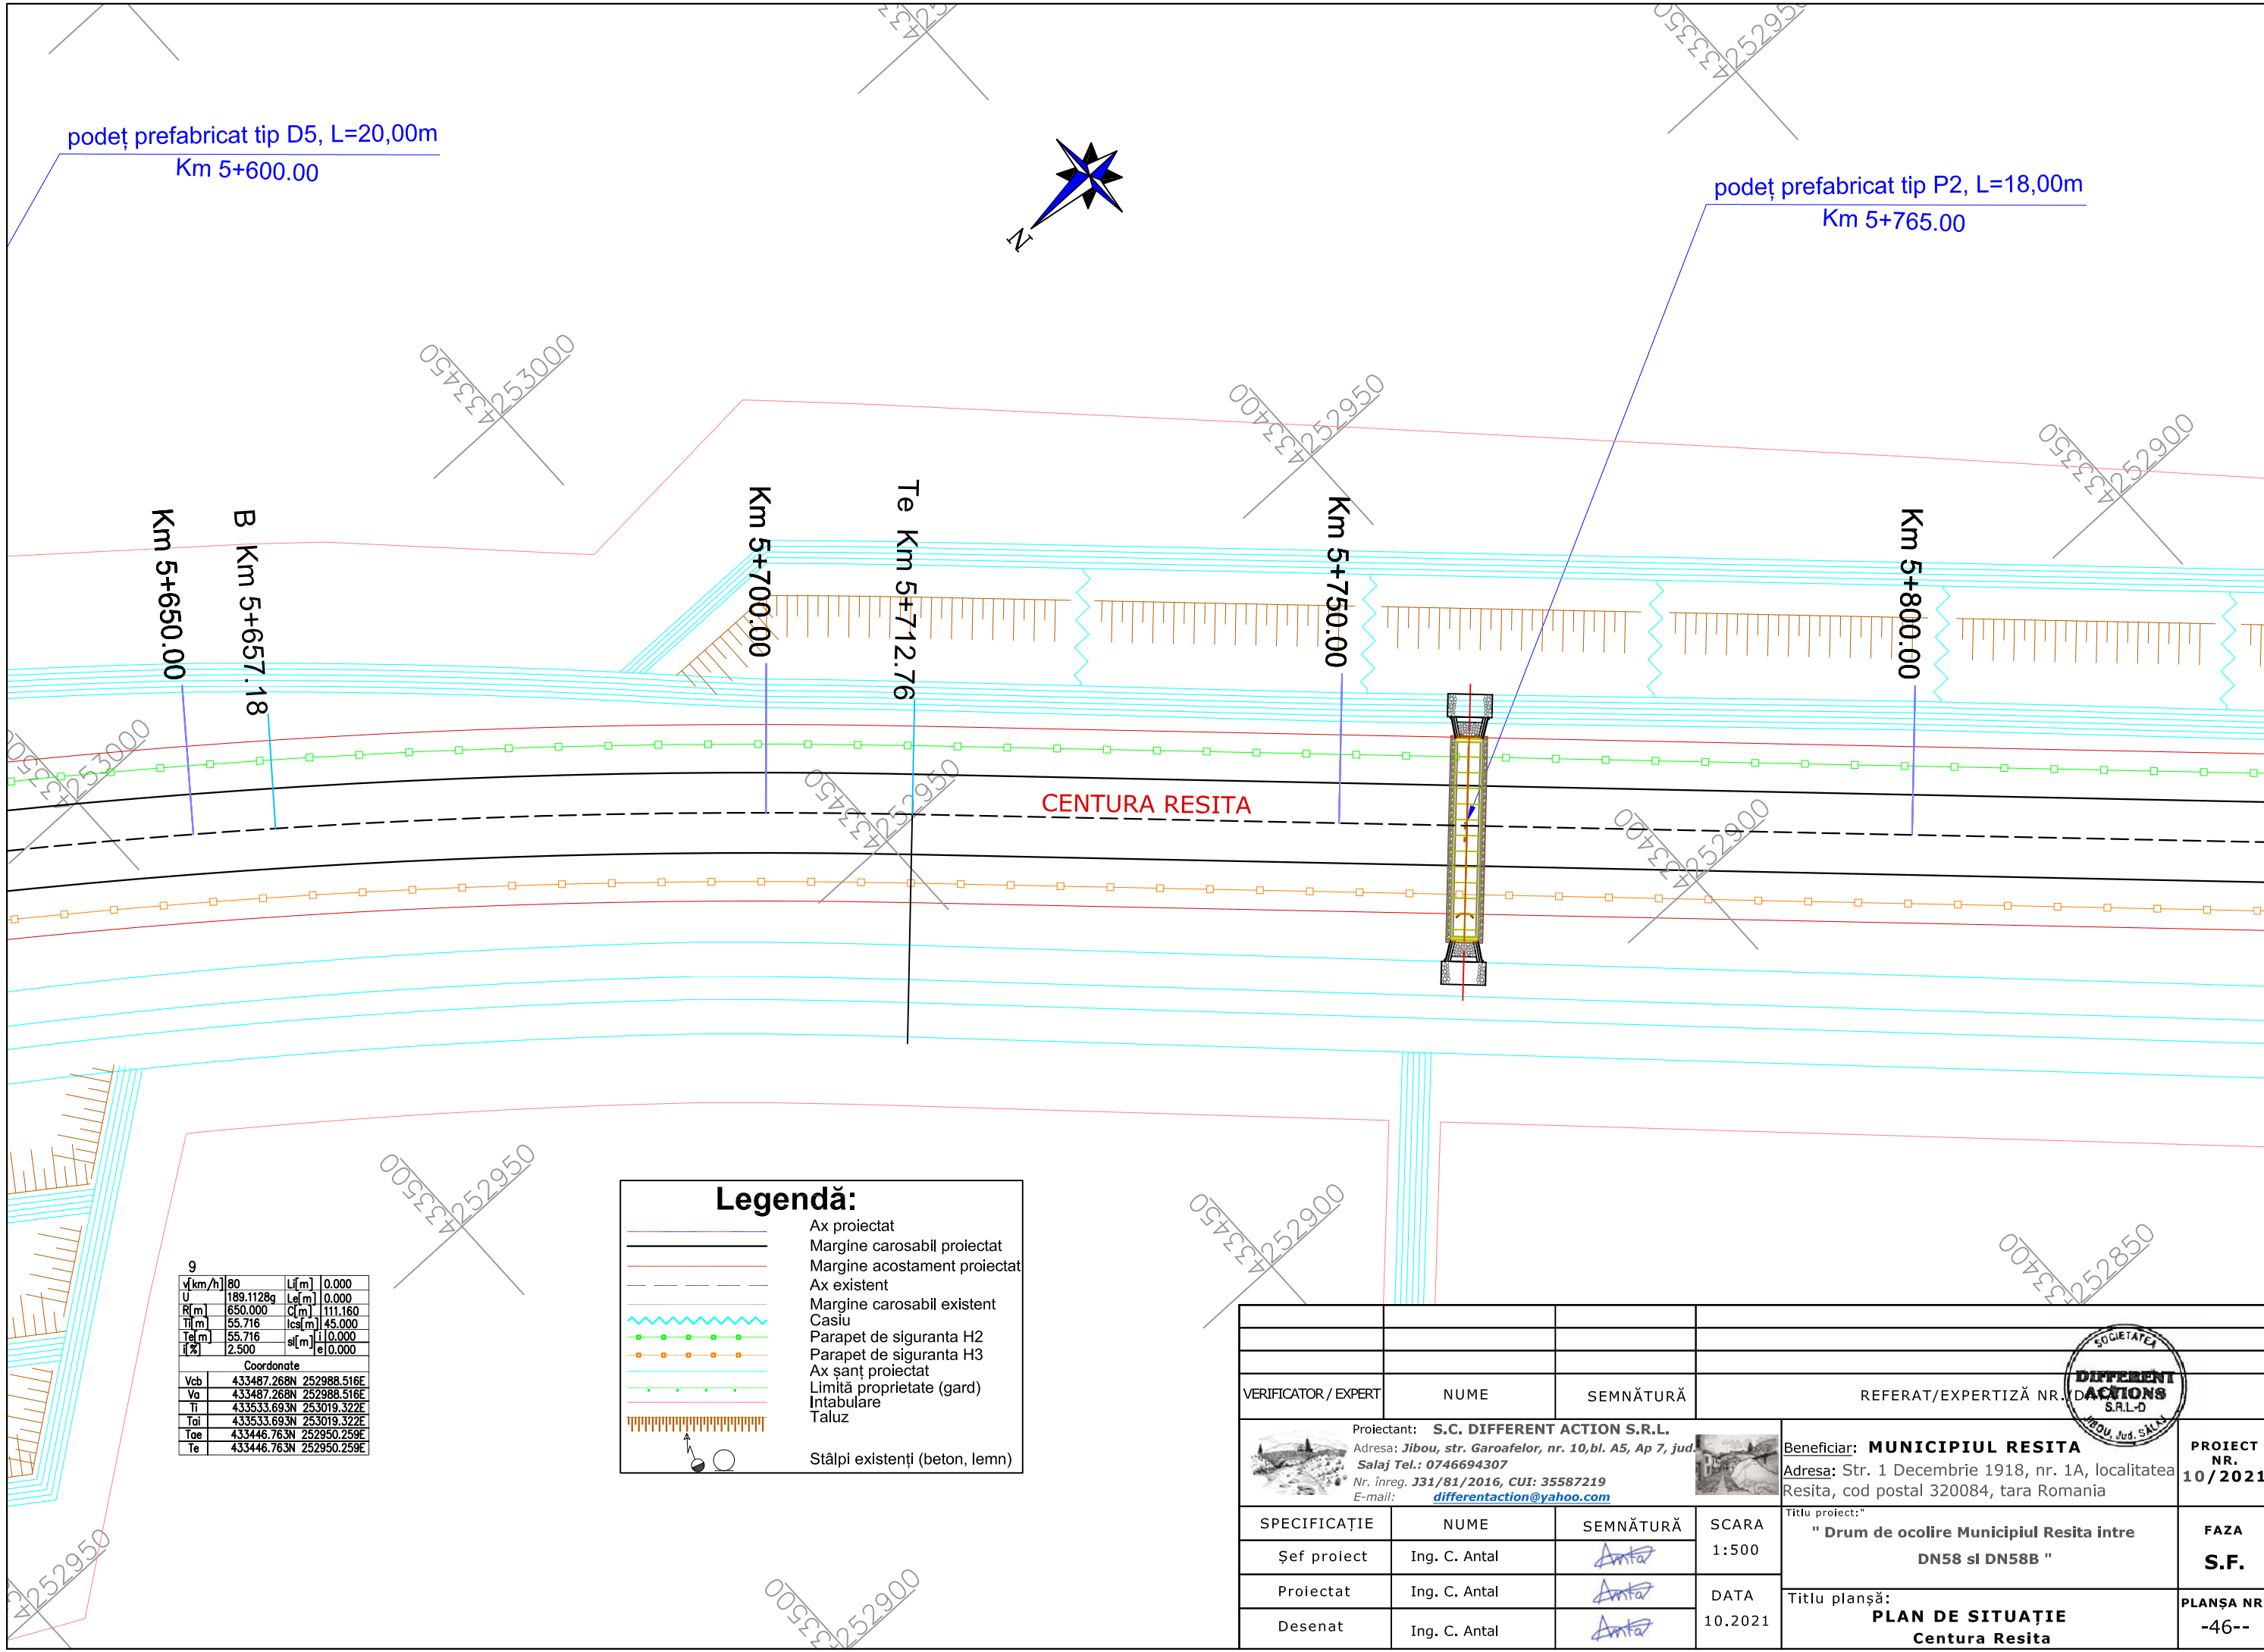 433550
252950
podeț prefabricat tip D5, L=20,00m
Km 5+600.00
N
podeț prefabricat tip P2, L=18,00m
Km 5+765.00
433450
253000
433400
252950
433350
252900
Km 5+650.00
B Km 5+657.18
Km 5+700.00
Te Km 5+712.76
Km 5+750.00
Km 5+800.00
253000
433450
252950
CENTURA RESITA
433400
252900
433500
252950
433450
252900
433400
252850
252950
433500
252900
9
v[km/h] 80 Li[m] 0.000
U 189.1128g Le[m] 0.000
R[m] 650.000 C[m] 111.160
Ti[m] 55.716 lcs[m] 45.000
Te[m] 55.716 sl[m] i 0.000
i[%] 2.500 e 0.000
Coordonate
Vcb 433487.268N 252988.516E
Va 433487.268N 252988.516E
Ti 433533.693N 253019.322E
Tai 433533.693N 253019.322E
Tae 433446.763N 252950.259E
Te 433446.763N 252950.259E
Legendă:
Ax proiectat
Margine carosabil proiectat
Margine acostament proiectat
Ax existent
Margine carosabil existent
Casiu
Parapet de siguranta H2
Parapet de siguranta H3
Ax șanț proiectat
Limită proprietate (gard)
Intabulare
Taluz
Stâlpi existenți (beton, lemn)
VERIFICATOR / EXPERT NUME SEMNĂTURĂ REFERAT/EXPERTIZĂ NR./DATA
SOCIETATEA
DIFFERENT
ACTIONS
S.R.L-D
JIBOU, Jud. SĂLAJ
Proiectant: S.C. DIFFERENT ACTION S.R.L.
Adresa: Jibou, str. Garoafelor, nr. 10,bl. A5, Ap 7, jud.
Salaj Tel.: 0746694307
Nr. înreg. J31/81/2016, CUI: 35587219
E-mail: differentaction@yahoo.com
Beneficiar: MUNICIPIUL RESITA
Adresa: Str. 1 Decembrie 1918, nr. 1A, localitatea
Resita, cod postal 320084, tara Romania
PROIECT
NR.
10/2021
SPECIFICAȚIE NUME SEMNĂTURĂ SCARA
1:500
Șef proiect Ing. C. Antal Antal
Proiectat Ing. C. Antal Antal
Desenat Ing. C. Antal Antal
DATA
10.2021
Titlu proiect:"
" Drum de ocolire Municipiul Resita intre
DN58 si DN58B "
FAZA
S.F.
Titlu planșă:
PLAN DE SITUAȚIE
Centura Resita
PLANȘA NR
-46--